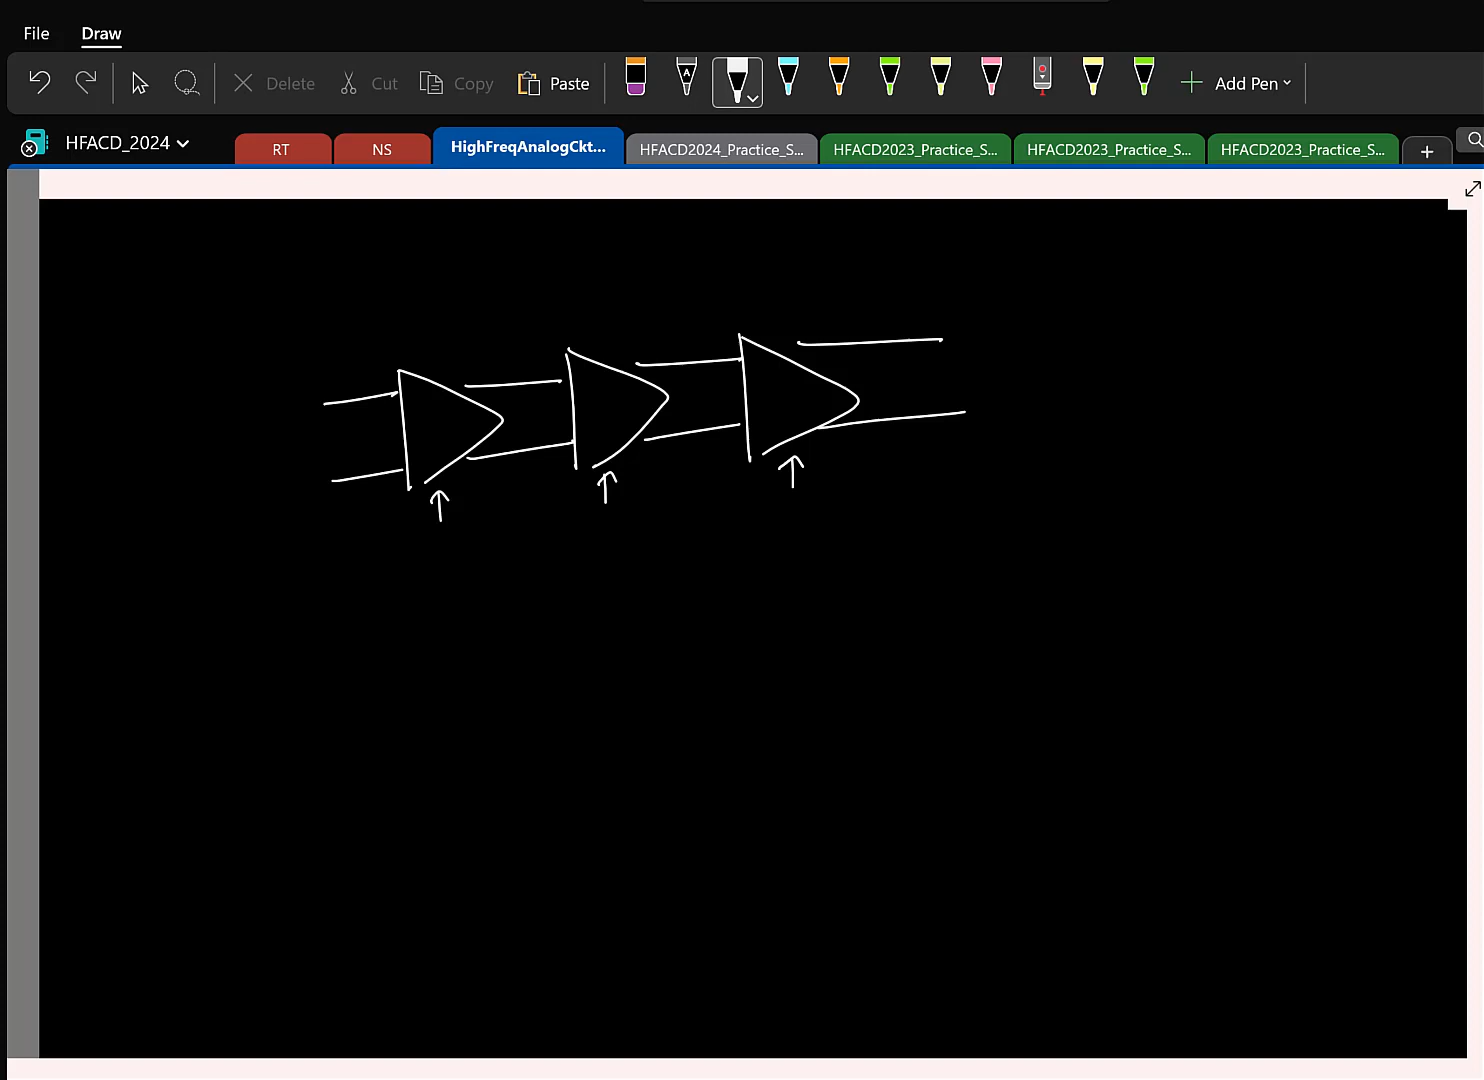 File Draw
Delete Cut Copy Paste A Add Pen
HFACD_2024 RT NS HighFreqAnalogCkt... HFACD2024_Practice_S... HFACD2023_Practice_S... HFACD2023_Practice_S... HFACD2023_Practice_S... +